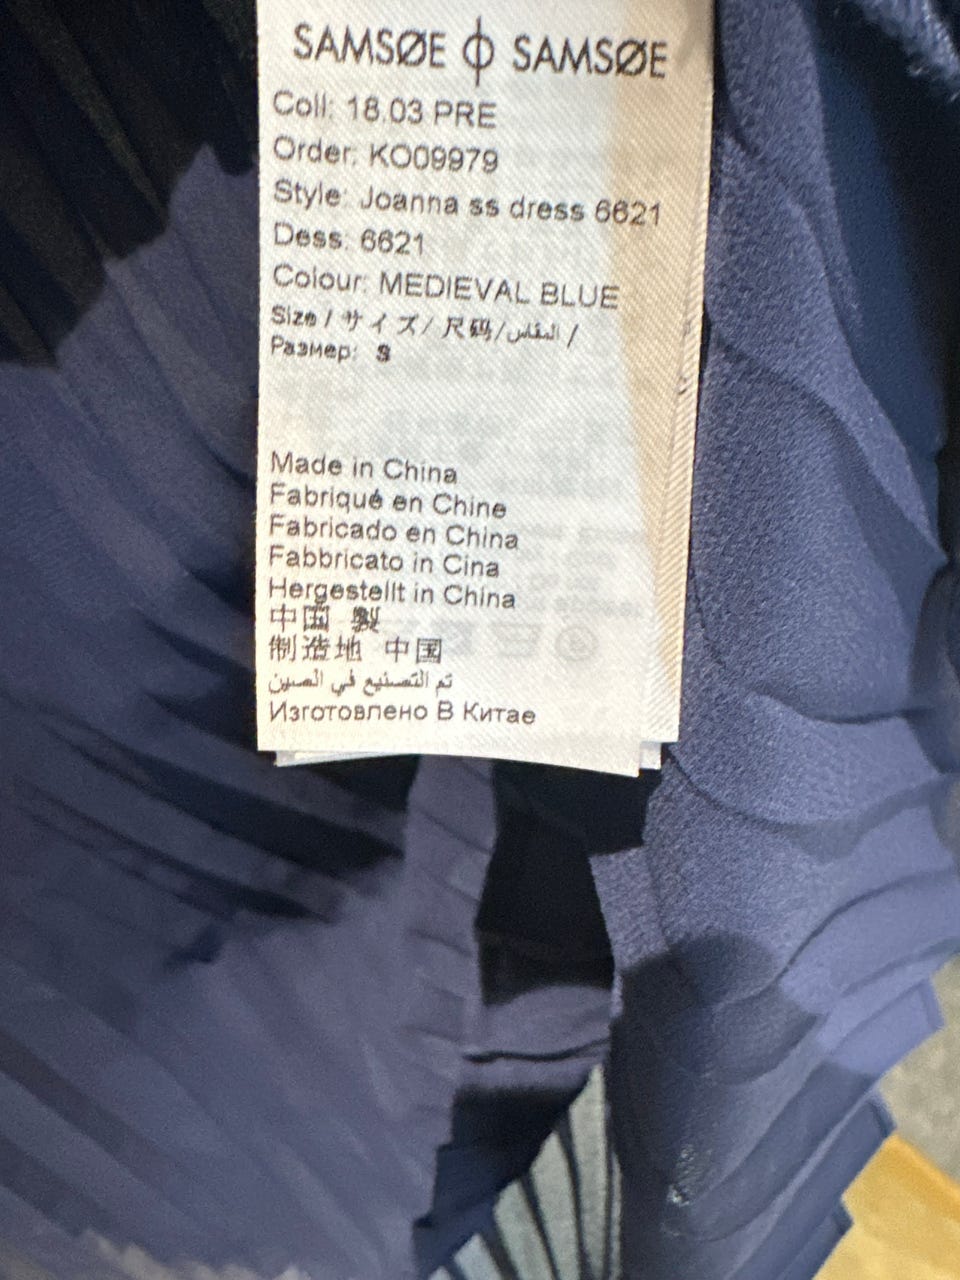 SAMSØE ϕ SAMSØE
Coll: 18.03 PRE
Order: KO09979
Style: Joanna ss dress 6621
Dess: 6621
Colour: MEDIEVAL BLUE
Size / サイズ/ 尺码/المقاس /
Размер: S
Made in China
Fabriqué en Chine
Fabricado en China
Fabbricato in Cina
Hergestellt in China
中国 製
制造地 中国
تم التصنيع في الصين
Изготовлено В Китае